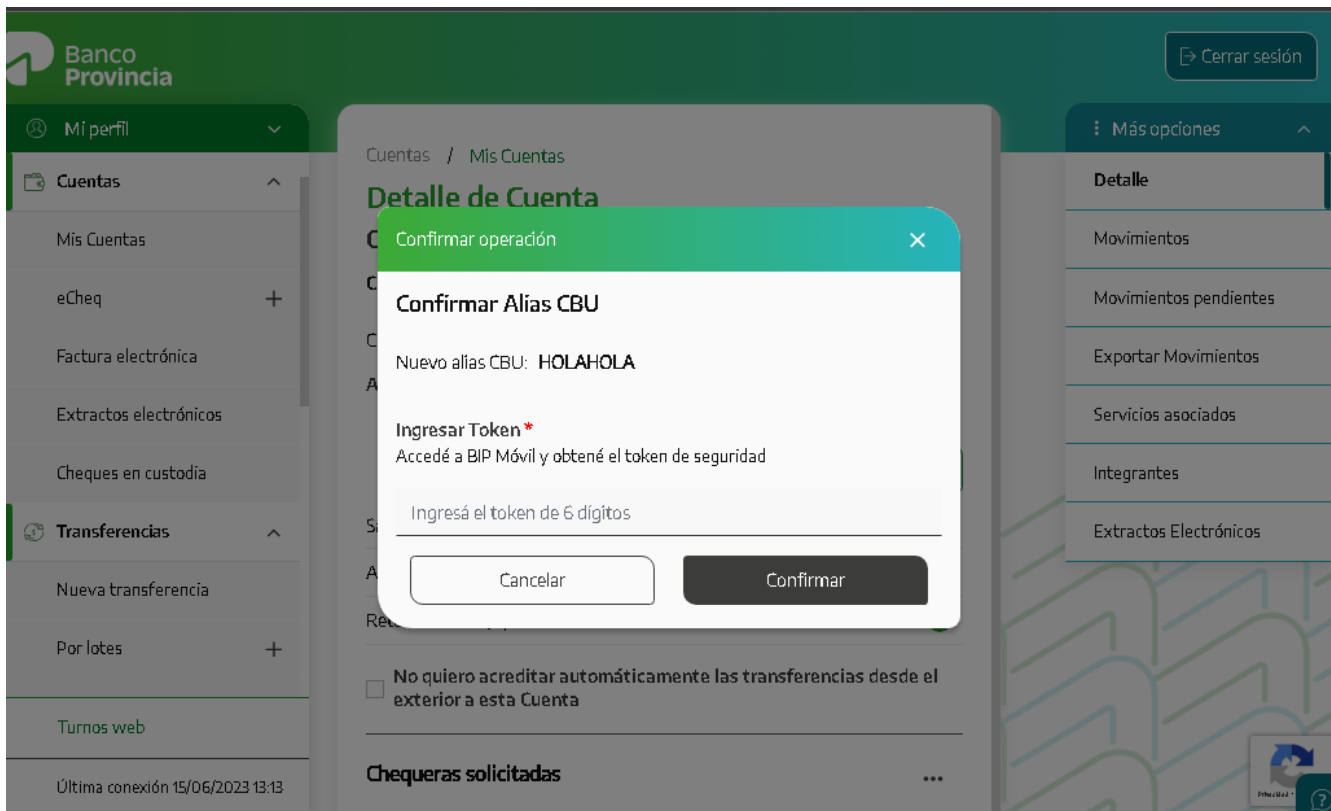 Banco
Provincia
Cerrar sesión
Mi perfil
Cuentas
Mis Cuentas
eCheq
Factura electrónica
Extractos electrónicos
Cheques en custodia
Transferencias
Nueva transferencia
Por lotes
Turnos web
Última conexión 15/06/2023 13:13
Cuentas / Mis Cuentas
Detalle de Cuenta
Confirmar operación
Confirmar Alias CBU
Nuevo alias CBU: HOLAHOLA
Ingresar Token *
Accedé a BIP Móvil y obtené el token de seguridad
Ingresá el token de 6 dígitos
Cancelar
Confirmar
No quiero acreditar automáticamente las transferencias desde el
exterior a esta Cuenta
Chequeras solicitadas
Más opciones
Detalle
Movimientos
Movimientos pendientes
Exportar Movimientos
Servicios asociados
Integrantes
Extractos Electrónicos